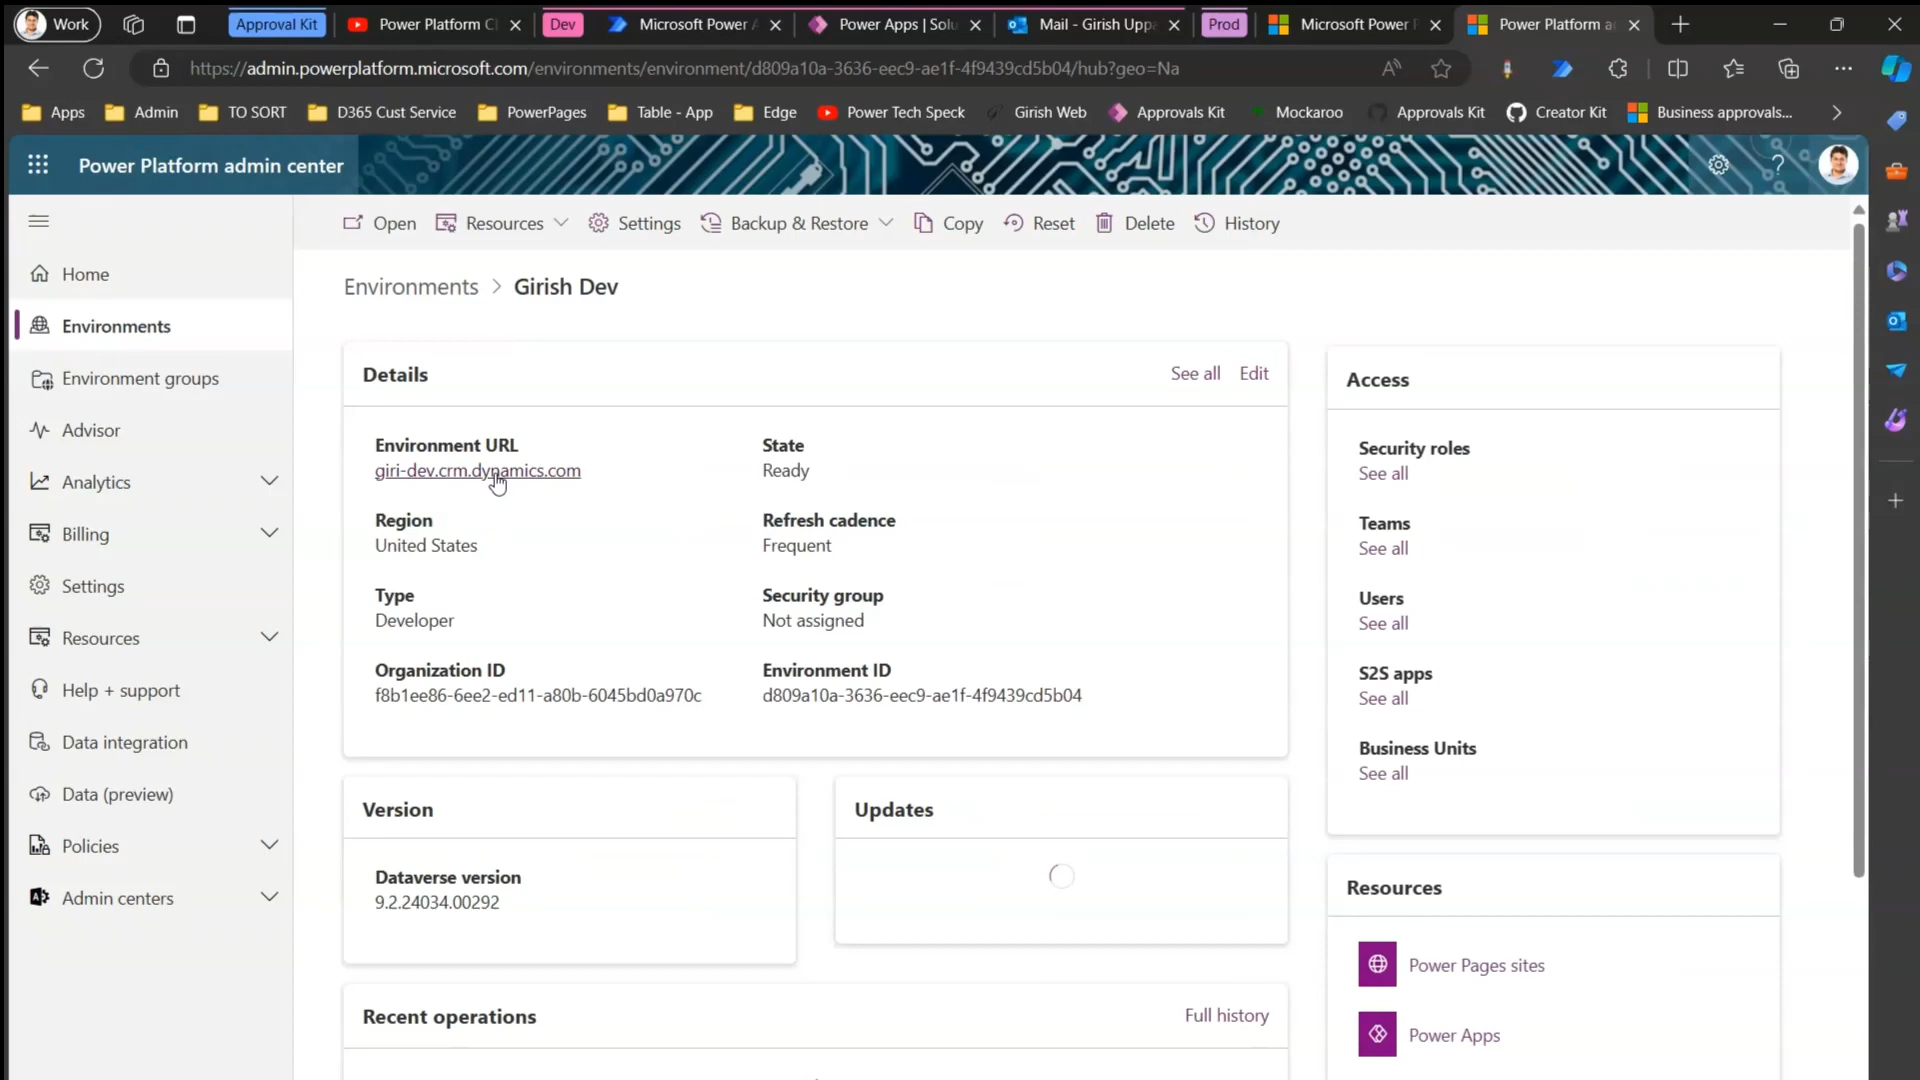 Work
Approval Kit
Power Platform C
Dev
Microsoft Power A
Power Apps | Solu
Mail - Girish Uppa
Prod
Microsoft Power P
Power Platform a
https://admin.powerplatform.microsoft.com/environments/environment/d809a10a-3636-eec9-ae1f-4f9439cd5b04/hub?geo=Na
Apps
Admin
TO SORT
D365 Cust Service
PowerPages
Table - App
Edge
Power Tech Speck
Girish Web
Approvals Kit
Mockaroo
Approvals Kit
Creator Kit
Business approvals...
Power Platform admin center
Open
Resources
Settings
Backup & Restore
Copy
Reset
Delete
History
Home
Environments
Environment groups
Advisor
Analytics
Billing
Settings
Resources
Help + support
Data integration
Data (preview)
Policies
Admin centers
Environments > Girish Dev
Details
See all
Edit
Environment URL
giri-dev.crm.dynamics.com
State
Ready
Region
United States
Refresh cadence
Frequent
Type
Developer
Security group
Not assigned
Organization ID
f8b1ee86-6ee2-ed11-a80b-6045bd0a970c
Environment ID
d809a10a-3636-eec9-ae1f-4f9439cd5b04
Version
Dataverse version
9.2.24034.00292
Updates
Recent operations
Full history
Access
Security roles
See all
Teams
See all
Users
See all
S2S apps
See all
Business Units
See all
Resources
Power Pages sites
Power Apps